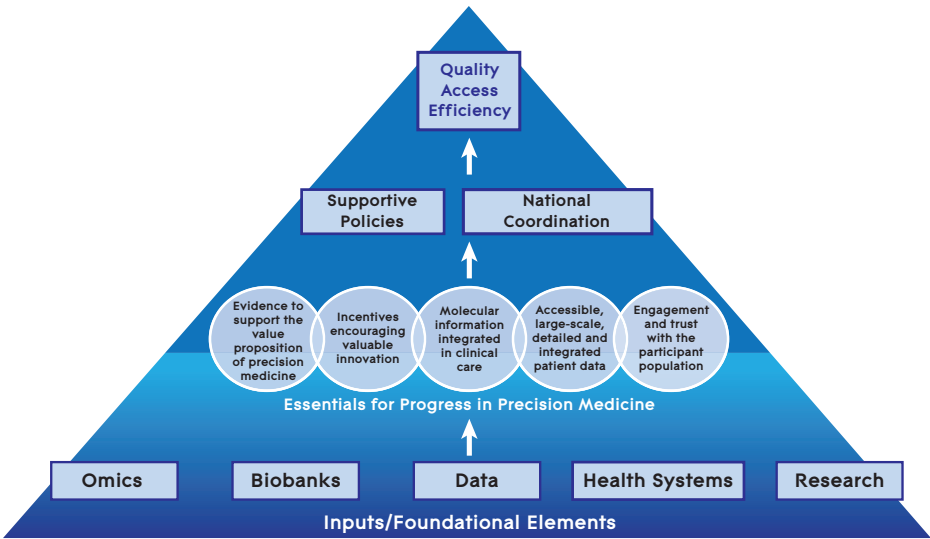 Quality
Access
Efficiency
Supportive
Policies
National
Coordination
Evidence to
support the
value
proposition
of precision
medicine
Incentives
encouraging
valuable
innovation
Molecular
information
integrated
in clinical
care
Accessible,
large-scale,
detailed and
integrated
patient data
Engagement
and trust
with the
participant
population
Essentials for Progress in Precision Medicine
Omics
Biobanks
Data
Health Systems
Research
Inputs/Foundational Elements